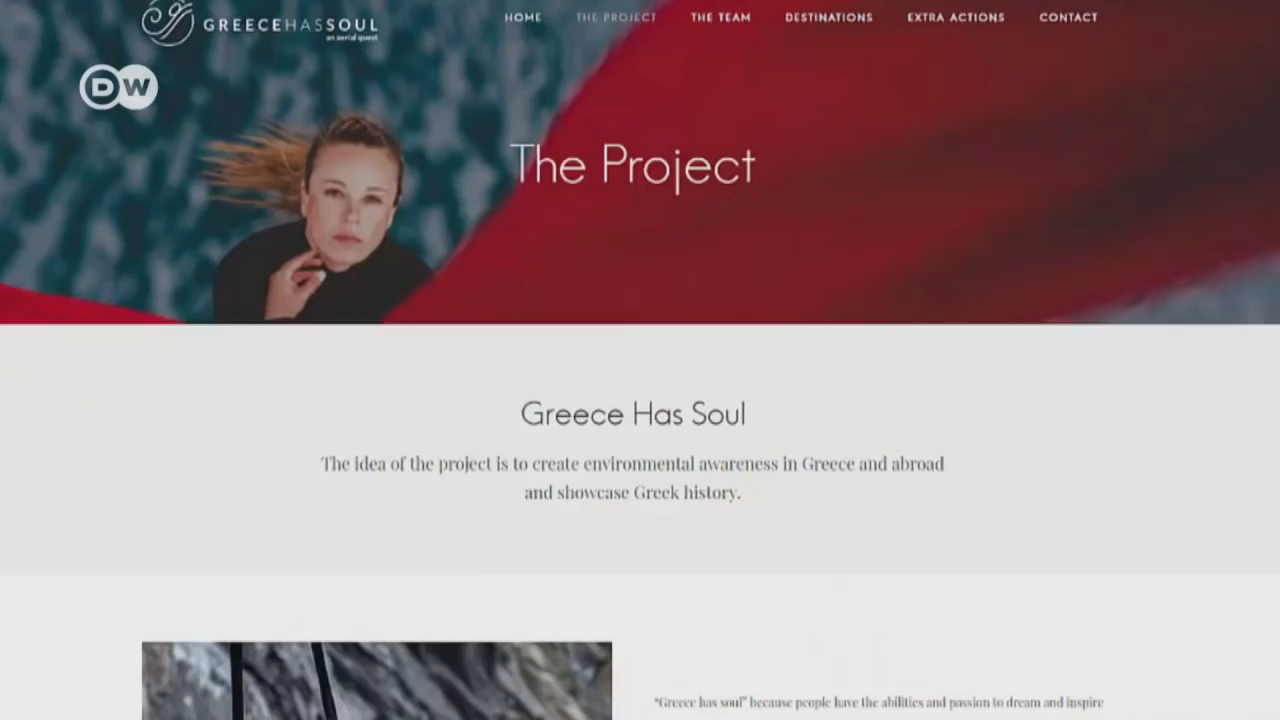 GREECEHASSOUL
an aerial quest
HOME THE PROJECT THE TEAM DESTINATIONS EXTRA ACTIONS CONTACT
DW
The Project
Greece Has Soul
The idea of the project is to create environmental awareness in Greece and abroad
and showcase Greek history.
"Greece has soul" because people have the abilities and passion to dream and inspire